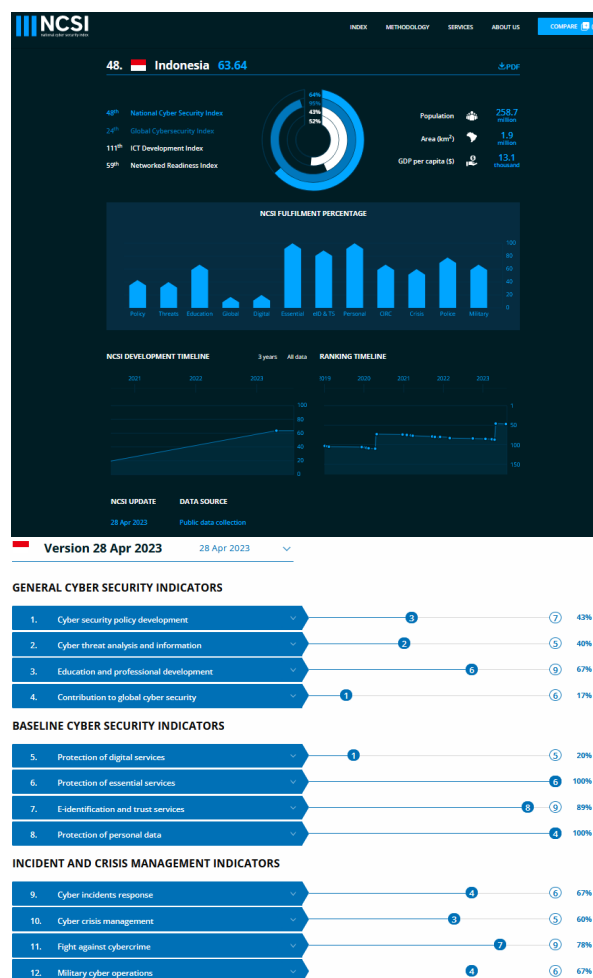 NCSI
national cyber security index
INDEX METHODOLOGY SERVICES ABOUT US COMPARE
48. Indonesia 63.64 PDF
48th National Cyber Security Index
24th Global Cybersecurity Index
111th ICT Development Index
59th Networked Readiness Index
64%
95%
43%
52%
Population 258.7 million
Area (km²) 1.9 million
GDP per capita ($) 13.1 thousand
NCSI FULFILMENT PERCENTAGE
100
80
60
40
20
0
Policy Threats Education Global Digital Essential eID & TS Personal CIRC Crisis Police Military
NCSI DEVELOPMENT TIMELINE 3 years All data
2021 2022 2023
100
80
60
40
20
0
RANKING TIMELINE
2019 2020 2021 2022 2023
1
50
100
150
NCSI UPDATE DATA SOURCE
28 Apr 2023 Public data collection
Version 28 Apr 2023 28 Apr 2023
GENERAL CYBER SECURITY INDICATORS
1. Cyber security policy development 3 7 43%
2. Cyber threat analysis and information 2 5 40%
3. Education and professional development 6 9 67%
4. Contribution to global cyber security 1 6 17%
BASELINE CYBER SECURITY INDICATORS
5. Protection of digital services 1 5 20%
6. Protection of essential services 6 100%
7. E-identification and trust services 8 9 89%
8. Protection of personal data 4 100%
INCIDENT AND CRISIS MANAGEMENT INDICATORS
9. Cyber incidents response 4 6 67%
10. Cyber crisis management 3 5 60%
11. Fight against cybercrime 7 9 78%
12. Military cyber operations 4 6 67%